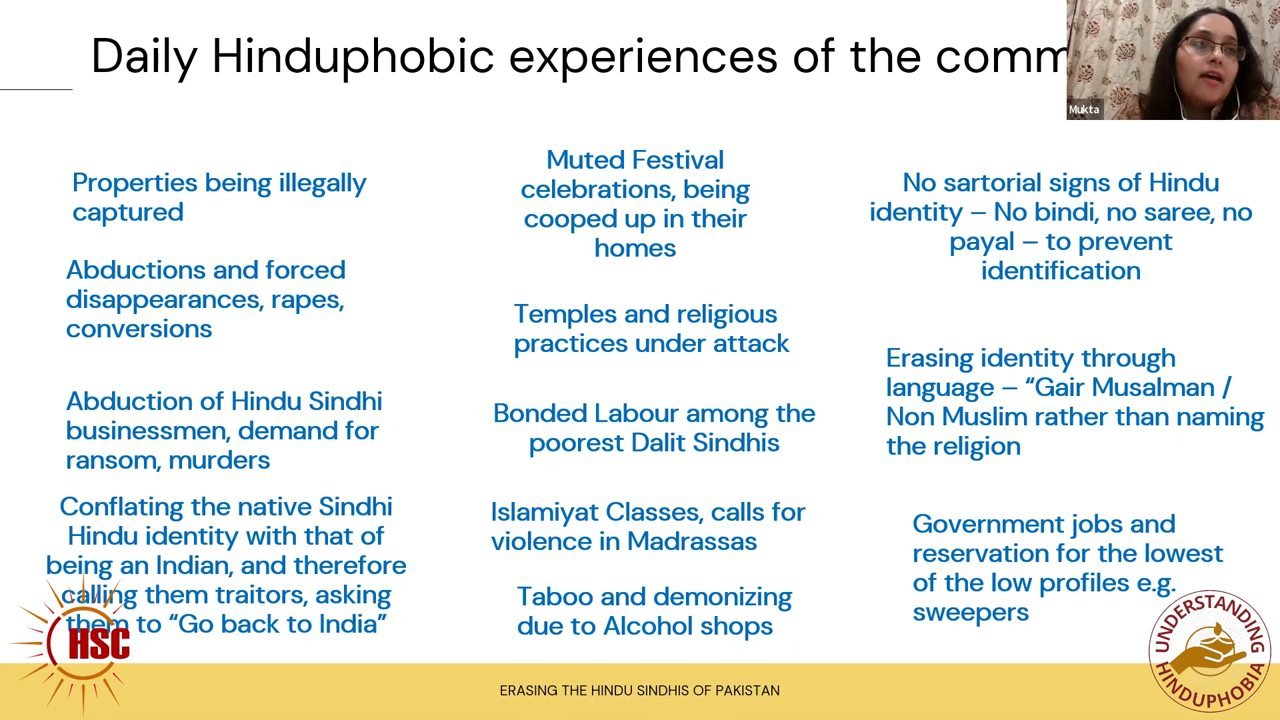 Daily Hinduphobic experiences of the comm
Mukta
Properties being illegally
captured
Abductions and forced
disappearances, rapes,
conversions
Abduction of Hindu Sindhi
businessmen, demand for
ransom, murders
Conflating the native Sindhi
Hindu identity with that of
being an Indian, and therefore
calling them traitors, asking
them to “Go back to India”
Muted Festival
celebrations, being
cooped up in their
homes
Temples and religious
practices under attack
Bonded Labour among the
poorest Dalit Sindhis
Islamiyat Classes, calls for
violence in Madrassas
Taboo and demonizing
due to Alcohol shops
No sartorial signs of Hindu
identity – No bindi, no saree, no
payal – to prevent
identification
Erasing identity through
language – “Gair Musalman /
Non Muslim rather than naming
the religion
Government jobs and
reservation for the lowest
of the low profiles e.g.
sweepers
HSC
UNDERSTANDING
HINDUPHOBIA
ERASING THE HINDU SINDHIS OF PAKISTAN